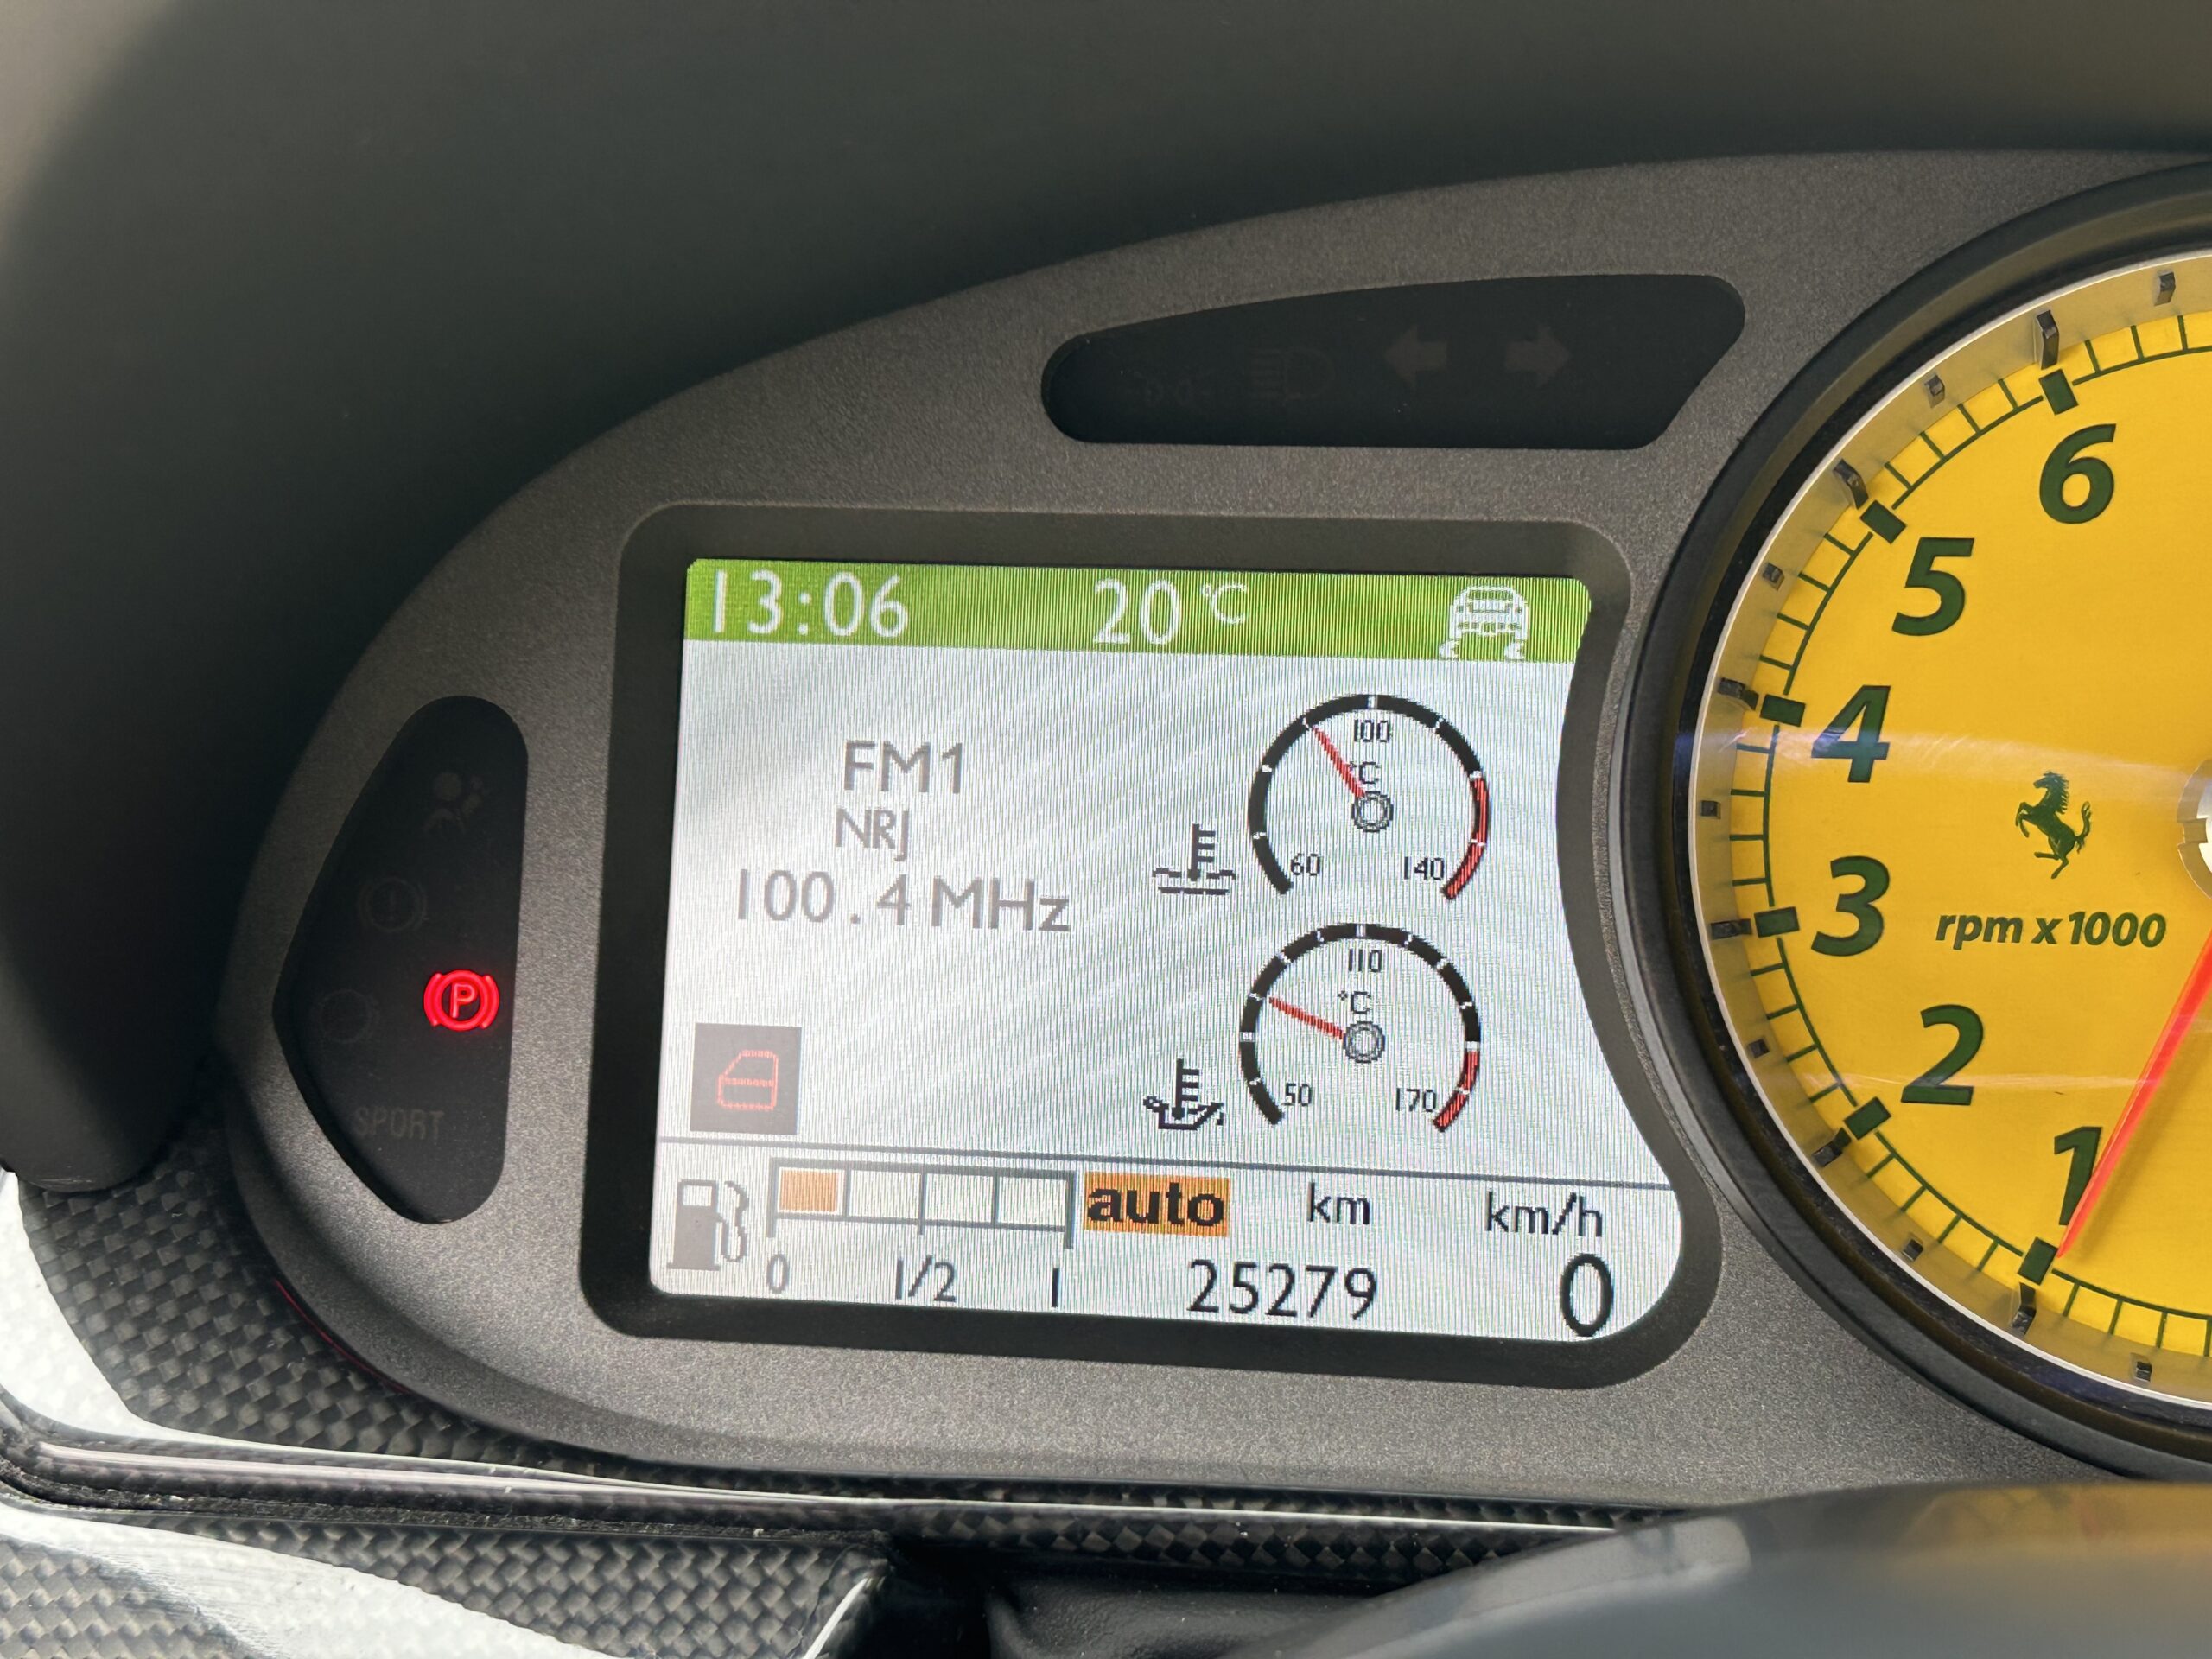 13:06 20 °C
FM1
NRJ
100.4 MHz
100
°C
60 140
110
°C
50 170
P
SPORT
auto km km/h
0 1/2 1 25279 0
6
5
4
3
rpm x 1000
2
1